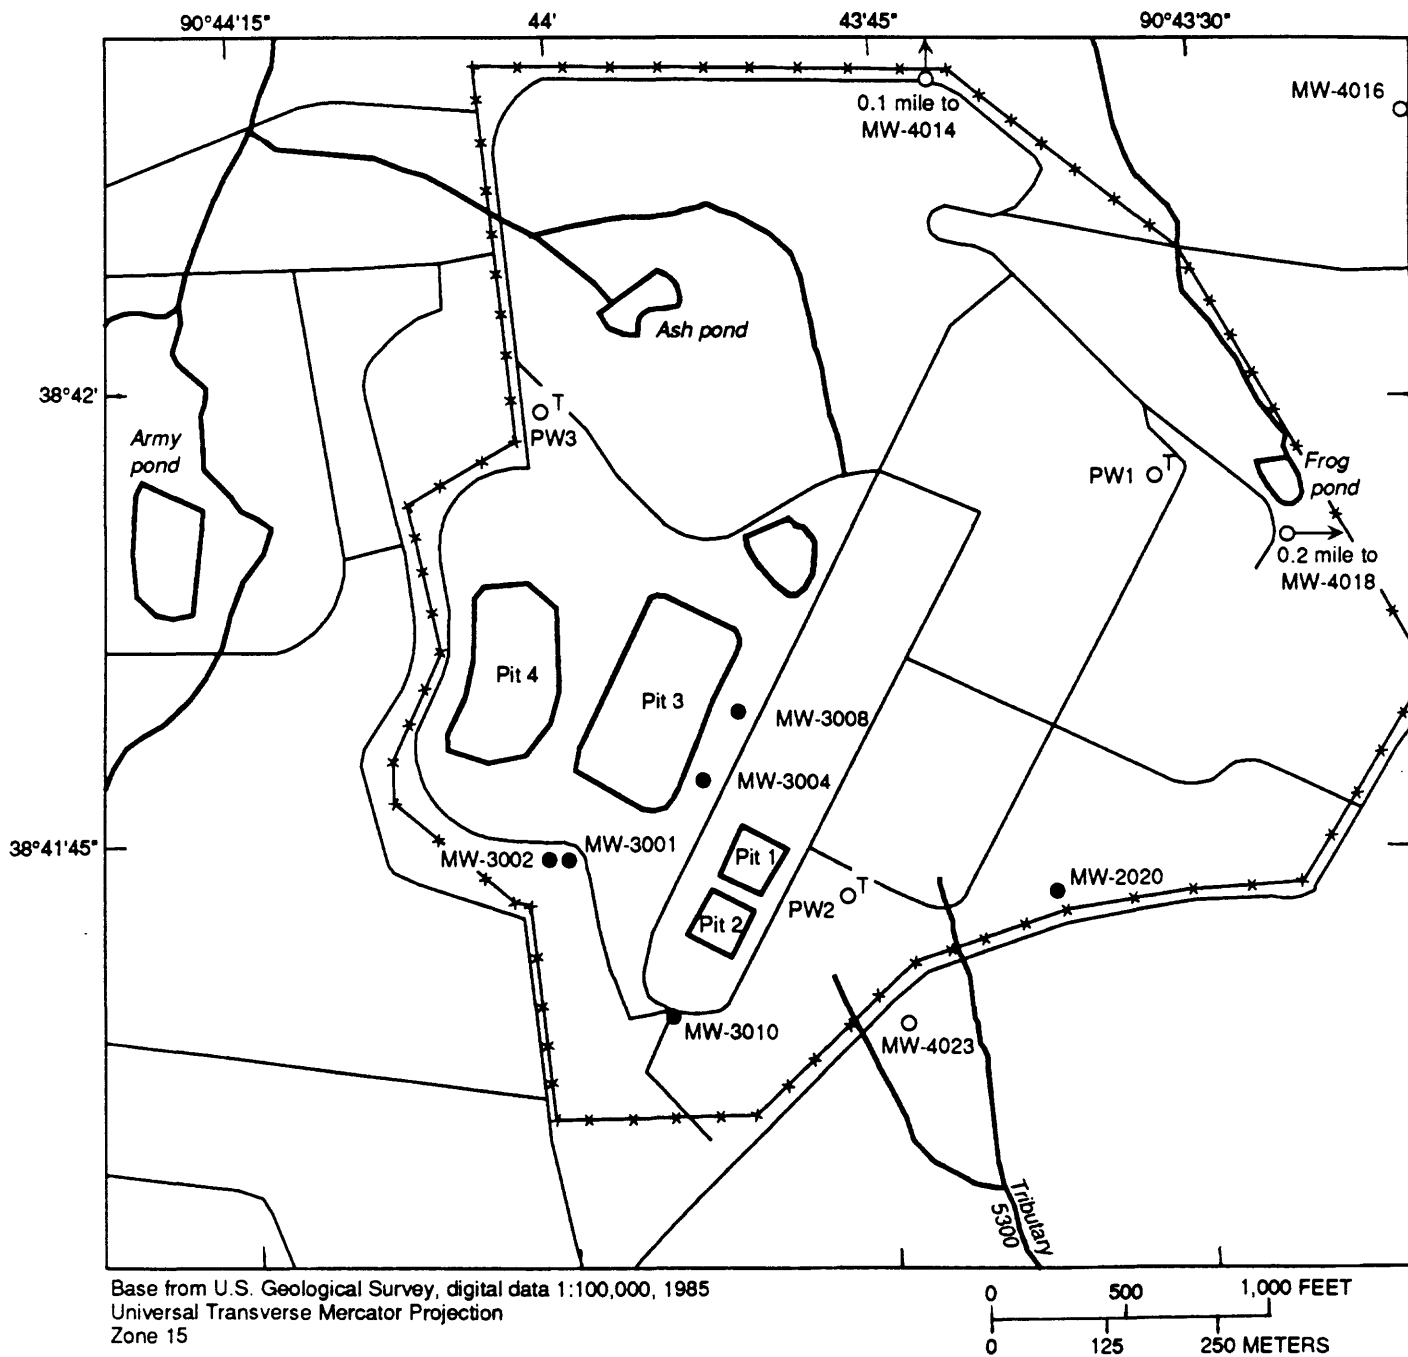 90°44'15"
44'
43'45"
90°43'30"
MW-4016
0.1 mile to
MW-4014
Ash pond
38°42'
T
PW3
Army
pond
PW1
T
Frog
pond
0.2 mile to
MW-4018
Pit 4
Pit 3
MW-3008
MW-3004
38°41'45"
MW-3002
MW-3001
Pit 1
MW-2020
T
PW2
Pit 2
MW-3010
MW-4023
Tributary
5300
Base from U.S. Geological Survey, digital data 1:100,000, 1985
Universal Transverse Mercator Projection
Zone 15
0 500 1,000 FEET
0 125 250 METERS